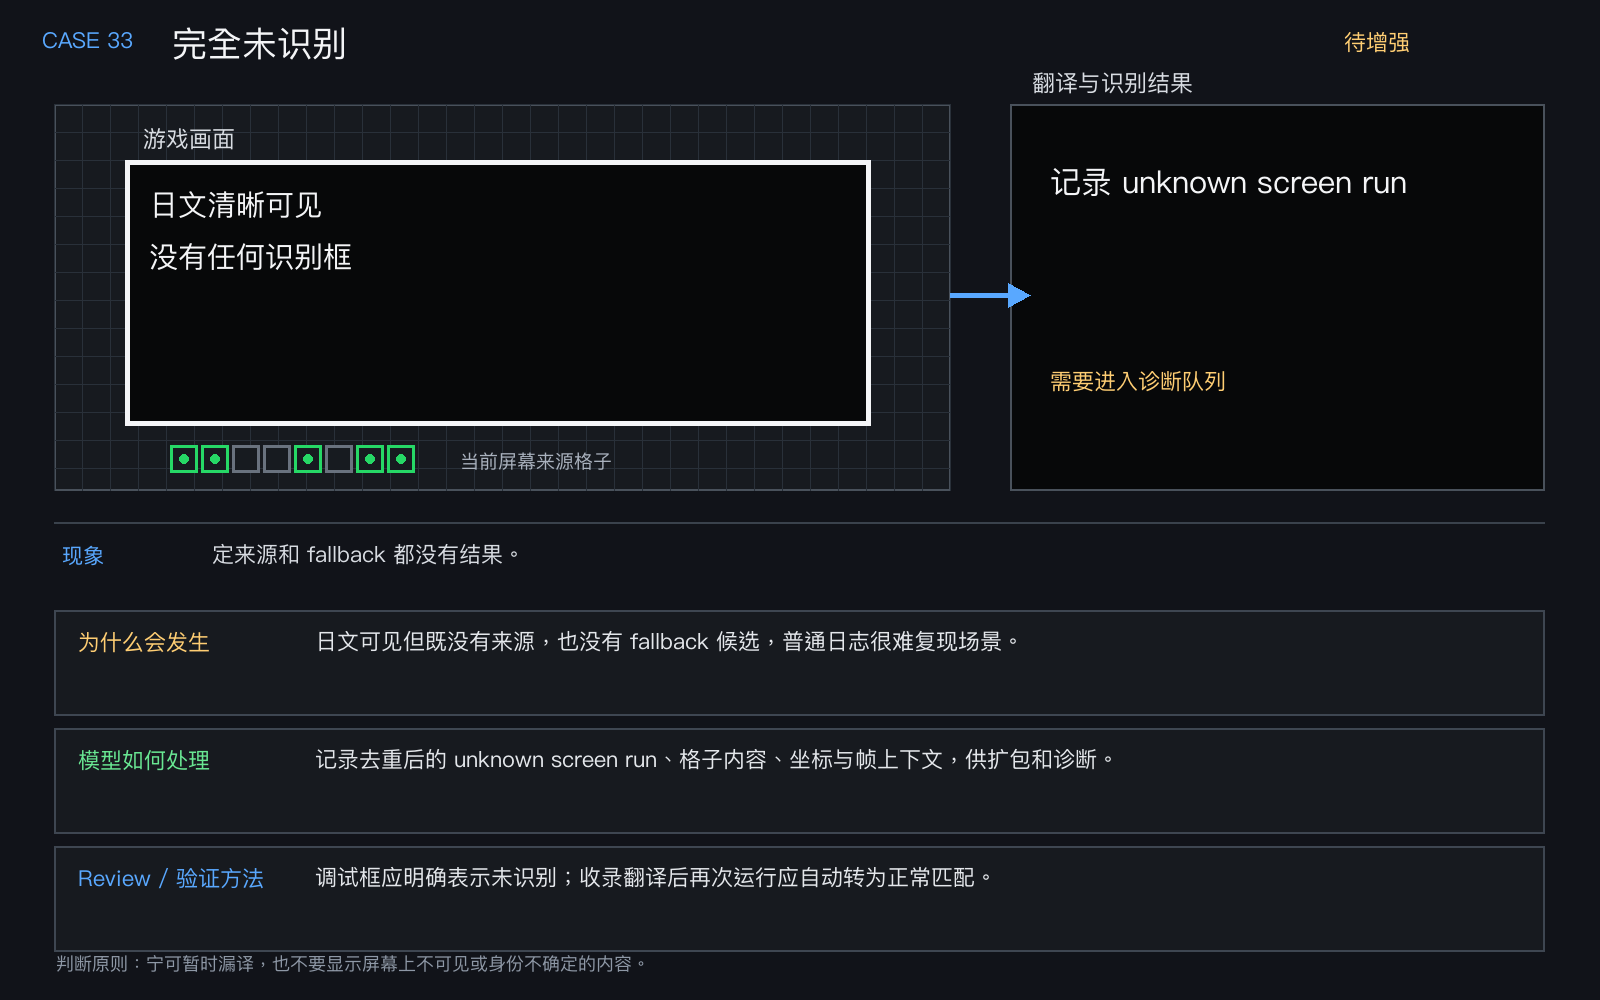 CASE 33
完全未识别
待增强
翻译与识别结果
游戏画面
日文清晰可见
没有任何识别框
当前屏幕来源格子
记录 unknown screen run
需要进入诊断队列
现象
定来源和 fallback 都没有结果。
为什么会发生
日文可见但既没有来源，也没有 fallback 候选，普通日志很难复现场景。
模型如何处理
记录去重后的 unknown screen run、格子内容、坐标与帧上下文，供扩包和诊断。
Review / 验证方法
调试框应明确表示未识别；收录翻译后再次运行应自动转为正常匹配。
判断原则：宁可暂时漏译，也不要显示屏幕上不可见或身份不确定的内容。